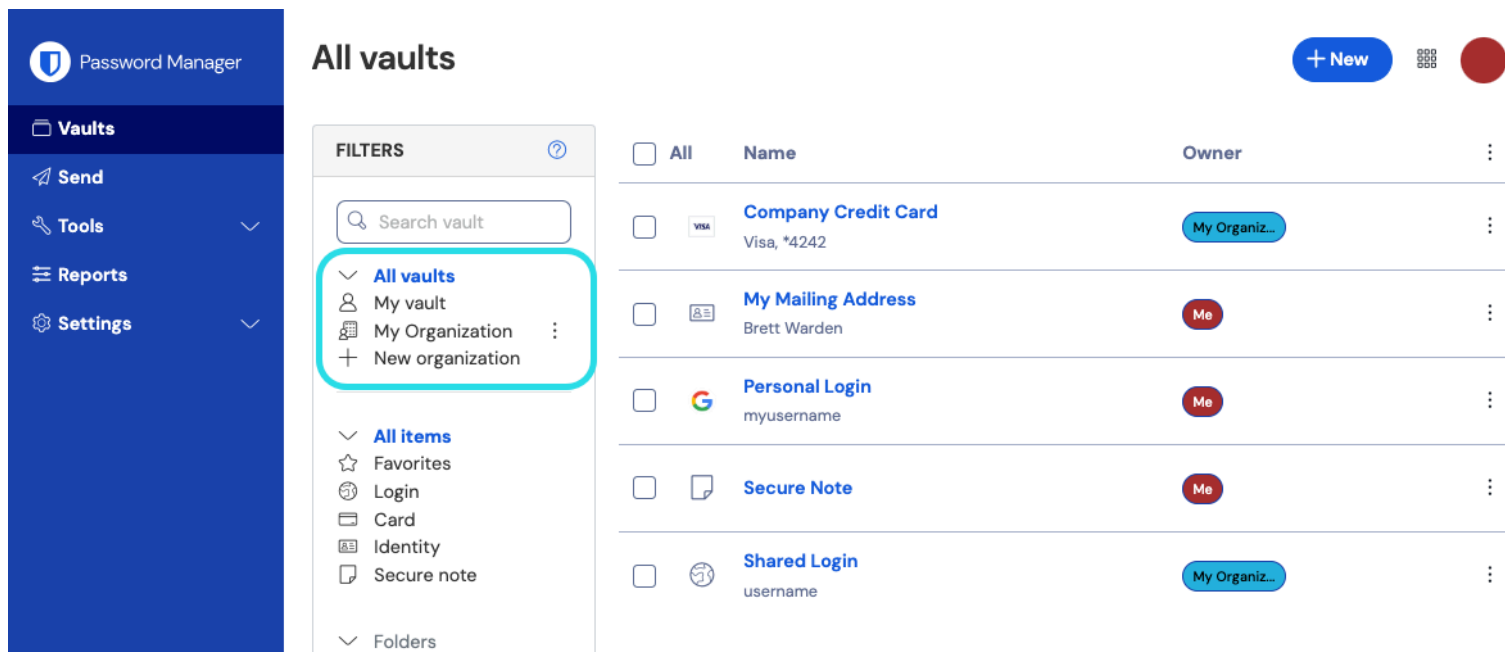 Password Manager
Vaults
Send
Tools
Reports
Settings
All vaults
New
FILTERS
?
Search vault
All vaults
My vault
My Organization
New organization
All items
Favorites
Login
Card
Identity
Secure note
Folders
All Name Owner
VISA
Company Credit Card
Visa, *4242
My Organiz...
My Mailing Address
Brett Warden
Me
G
Personal Login
myusername
Me
Secure Note
Me
Shared Login
username
My Organiz...